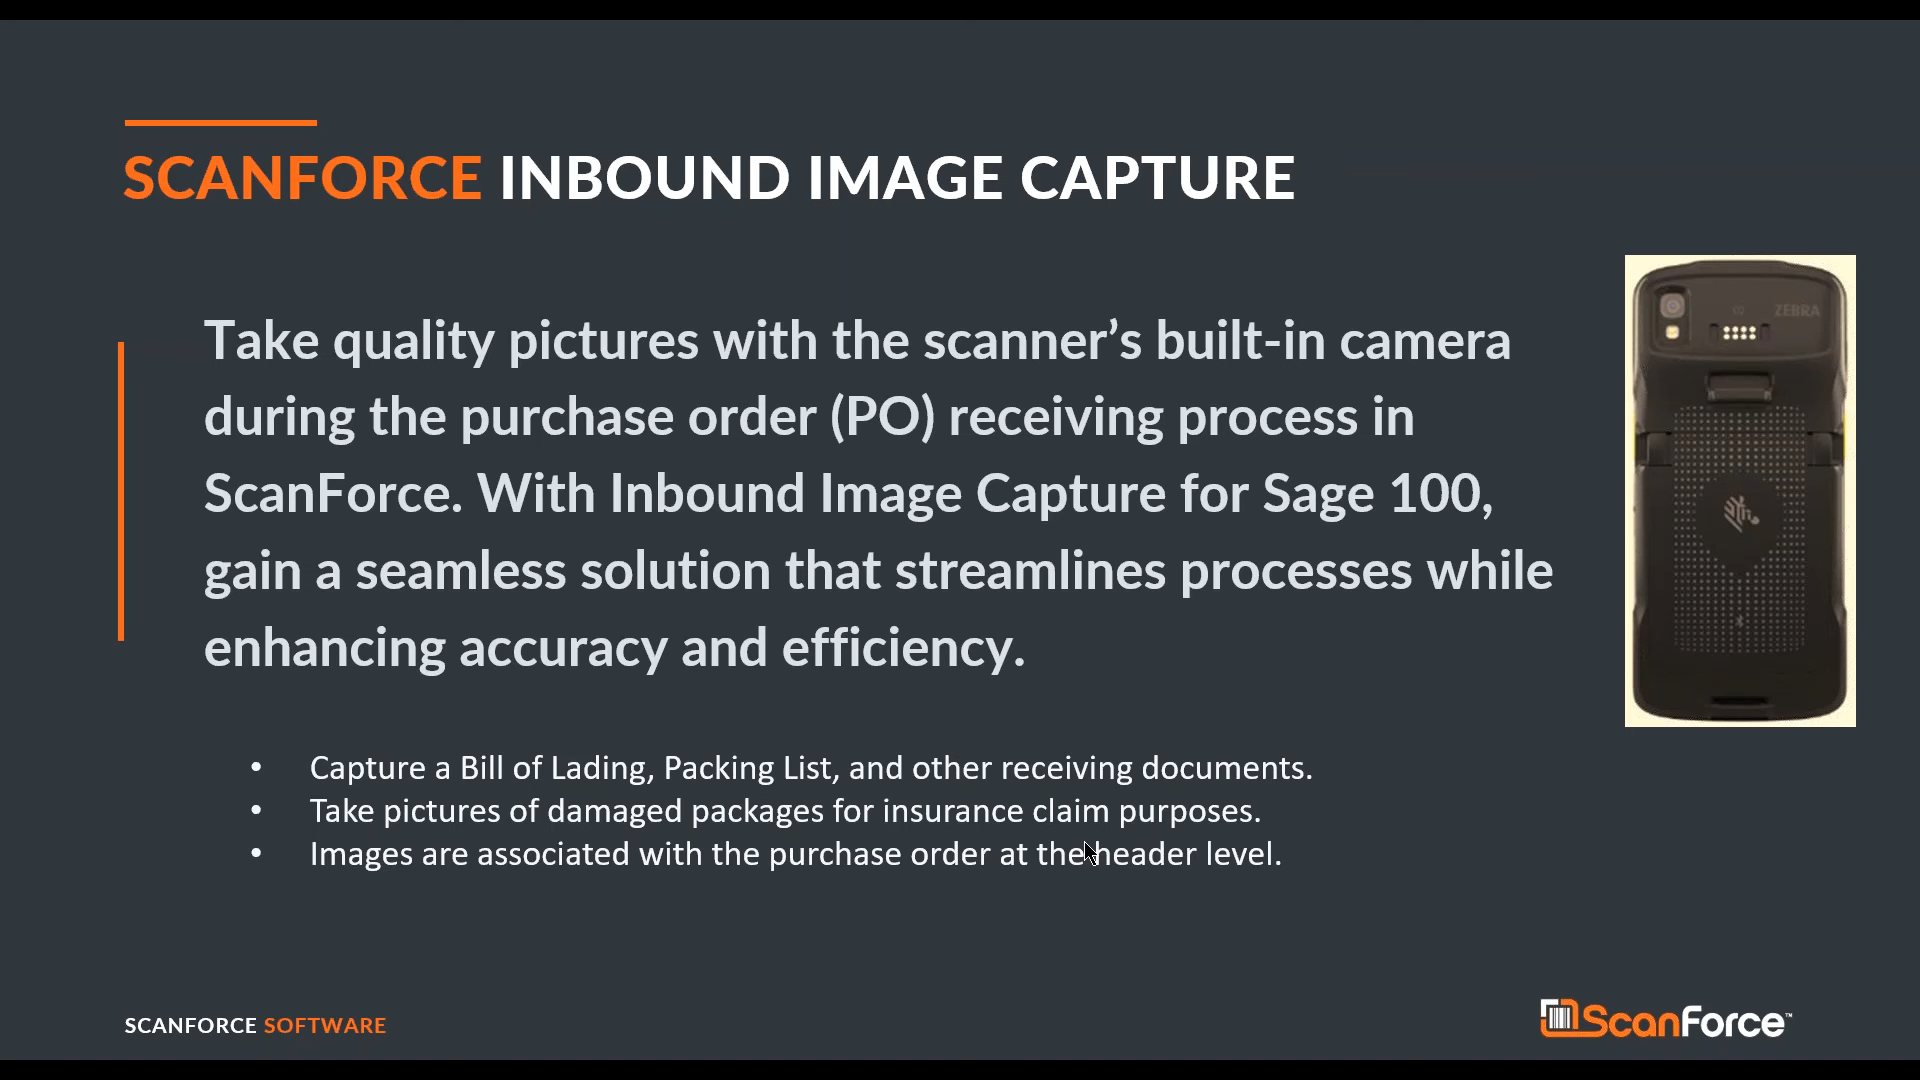 SCANFORCE INBOUND IMAGE CAPTURE
Take quality pictures with the scanner’s built-in camera
during the purchase order (PO) receiving process in
ScanForce. With Inbound Image Capture for Sage 100,
gain a seamless solution that streamlines processes while
enhancing accuracy and efficiency.
ZEBRA
• Capture a Bill of Lading, Packing List, and other receiving documents.
• Take pictures of damaged packages for insurance claim purposes.
• Images are associated with the purchase order at the header level.
SCANFORCE SOFTWARE
ScanForce™